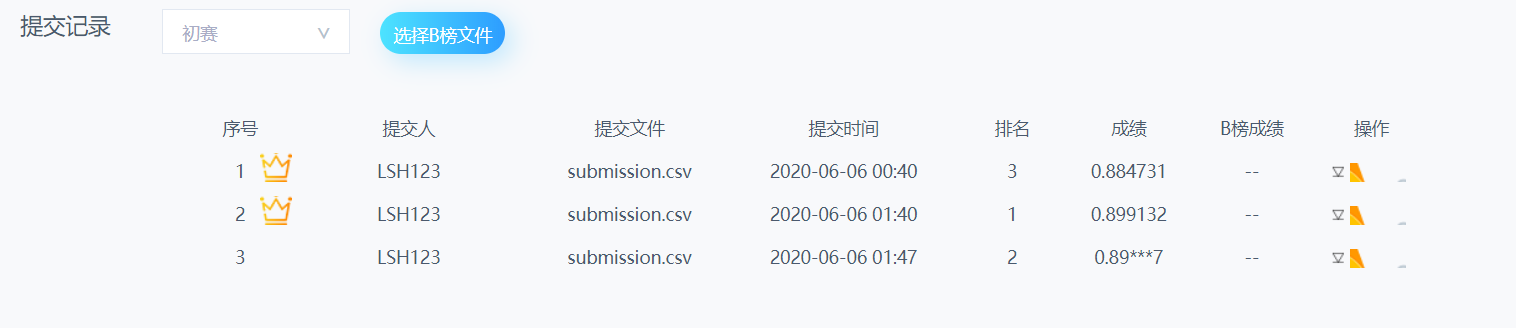 提交记录 初赛 选择B榜文件
序号 提交人 提交文件 提交时间 排名 成绩 B榜成绩 操作
1 LSH123 submission.csv 2020-06-06 00:40 3 0.884731 --
2 LSH123 submission.csv 2020-06-06 01:40 1 0.899132 --
3 LSH123 submission.csv 2020-06-06 01:47 2 0.89***7 --